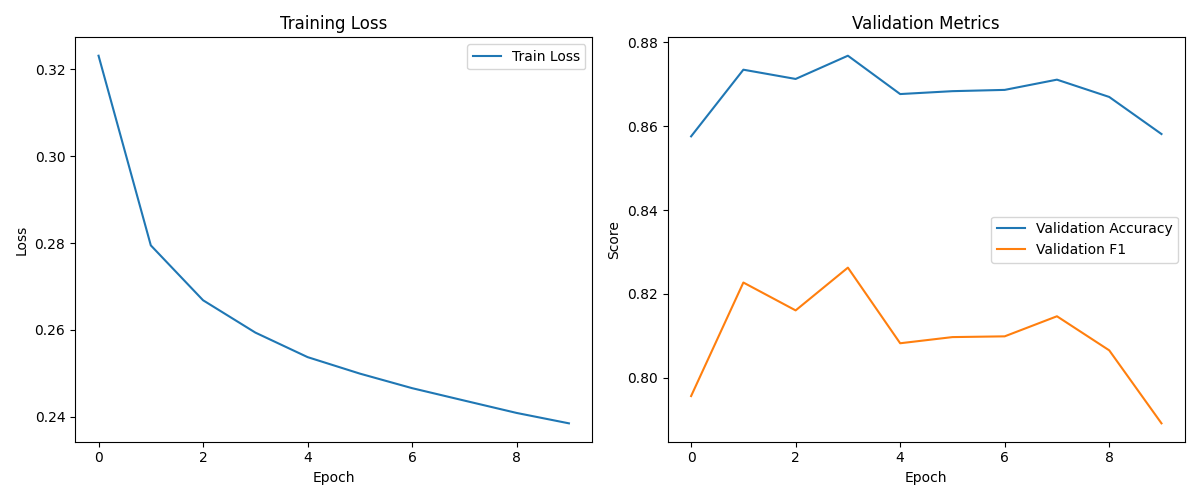 Training Loss
Train Loss
0.32
0.30
0.28
0.26
0.24
Loss
0 2 4 6 8
Epoch
Validation Metrics
0.88
0.86
0.84
0.82
0.80
Score
Validation Accuracy
Validation F1
0 2 4 6 8
Epoch